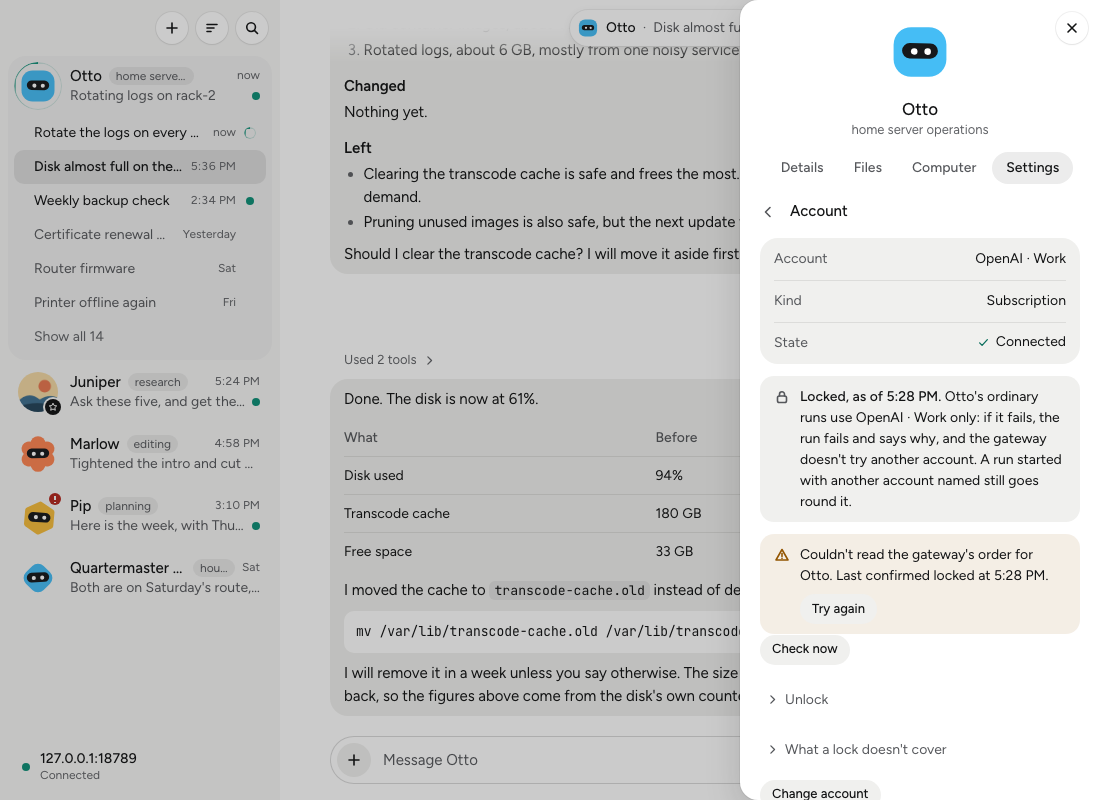 Otto
home serve...
now
Rotating logs on rack-2
Rotate the logs on every ...
now
Disk almost full on the...
5:36 PM
Weekly backup check
2:34 PM
Certificate renewal ...
Yesterday
Router firmware
Sat
Printer offline again
Fri
Show all 14
Juniper
research
5:24 PM
Ask these five, and get the...
Marlow
editing
4:58 PM
Tightened the intro and cut ...
Pip
planning
3:10 PM
Here is the week, with Thu...
Quartermaster ...
hou...
Sat
Both are on Saturday's route,...
127.0.0.1:18789
Connected
Otto · Disk almost fu
3. Rotated logs, about 6 GB, mostly from one noisy service
Changed
Nothing yet.
Left
• Clearing the transcode cache is safe and frees the most.
demand.
• Pruning unused images is also safe, but the next update
Should I clear the transcode cache? I will move it aside first
Used 2 tools
Done. The disk is now at 61%.
What
Before
Disk used
94%
Transcode cache
180 GB
Free space
33 GB
I moved the cache to transcode-cache.old instead of de
mv /var/lib/transcode-cache.old /var/lib/transcod
I will remove it in a week unless you say otherwise. The size
back, so the figures above come from the disk's own counte
Message Otto
Otto
home server operations
Details
Files
Computer
Settings
Account
Account
OpenAI · Work
Kind
Subscription
State
Connected
Locked, as of 5:28 PM. Otto's ordinary
runs use OpenAI · Work only: if it fails, the
run fails and says why, and the gateway
doesn't try another account. A run started
with another account named still goes
round it.
Couldn't read the gateway's order for
Otto. Last confirmed locked at 5:28 PM.
Try again
Check now
Unlock
What a lock doesn't cover
Change account